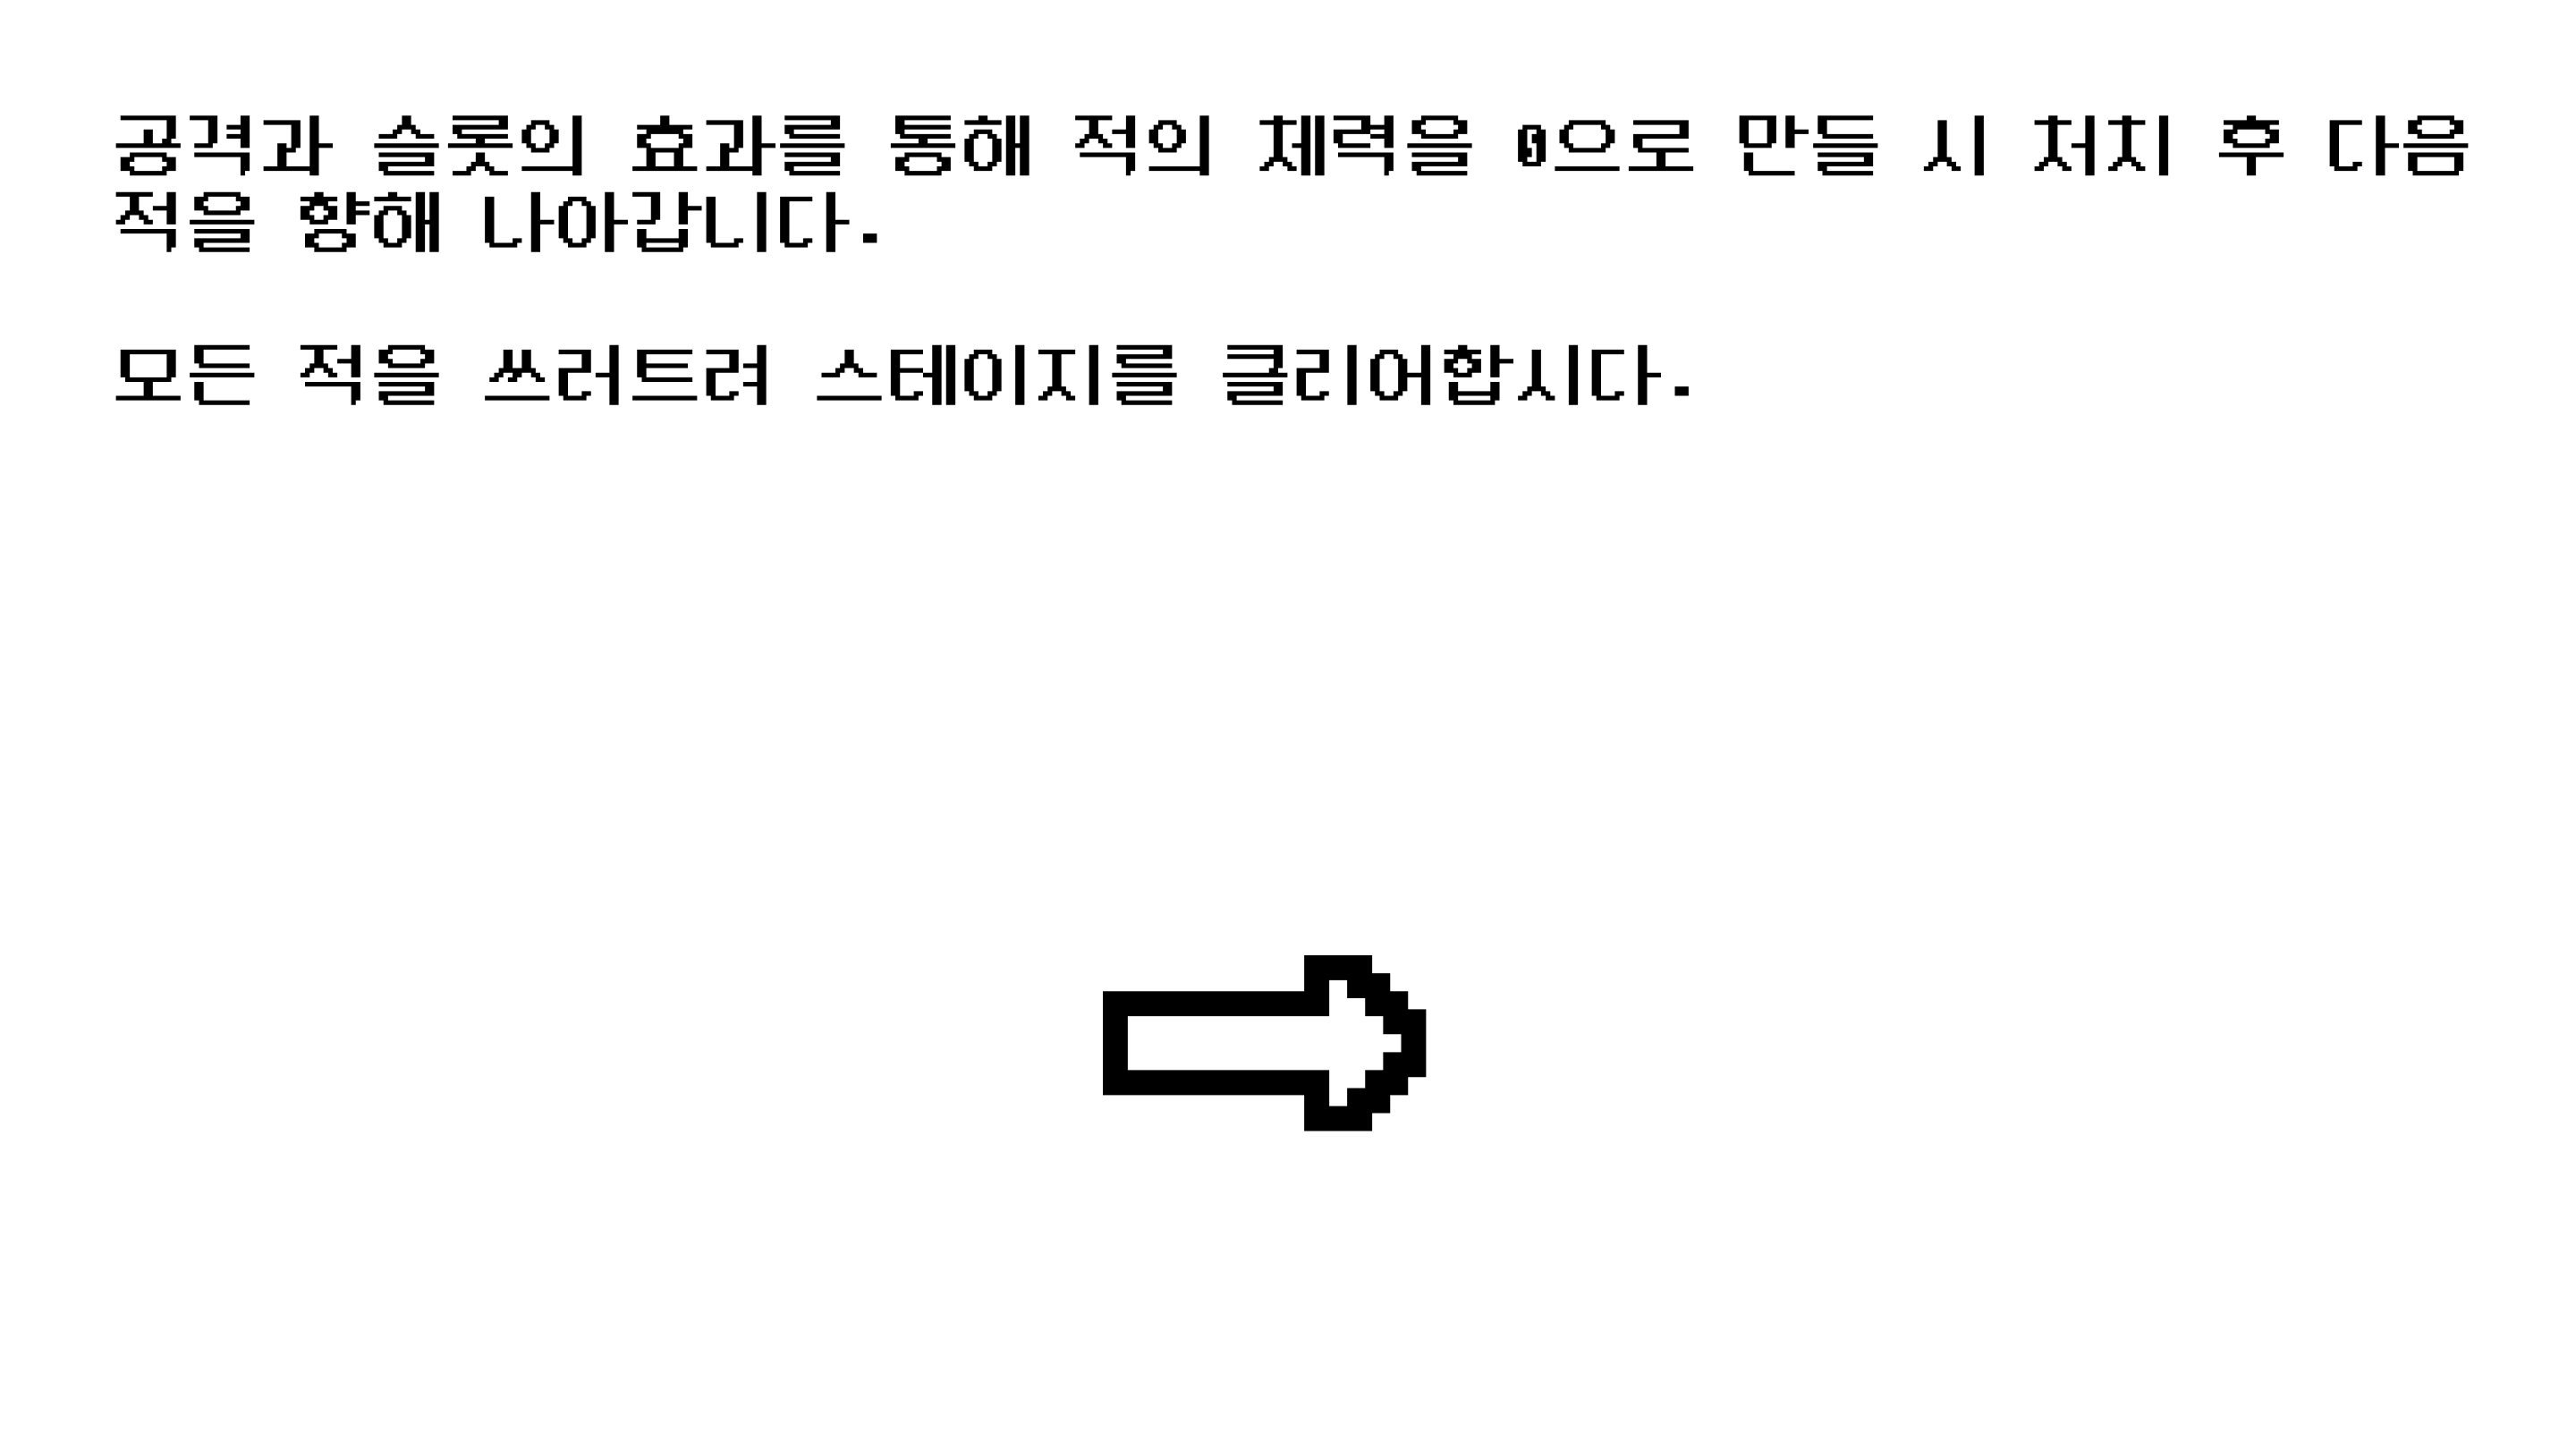 공격과 슬롯의 효과를 통해 적의 체력을 0으로 만들 시 저치 후 다음
적을 향해 나아갑니다.
모든 적을 쓰러트려 스테이지를 클리어합시다.